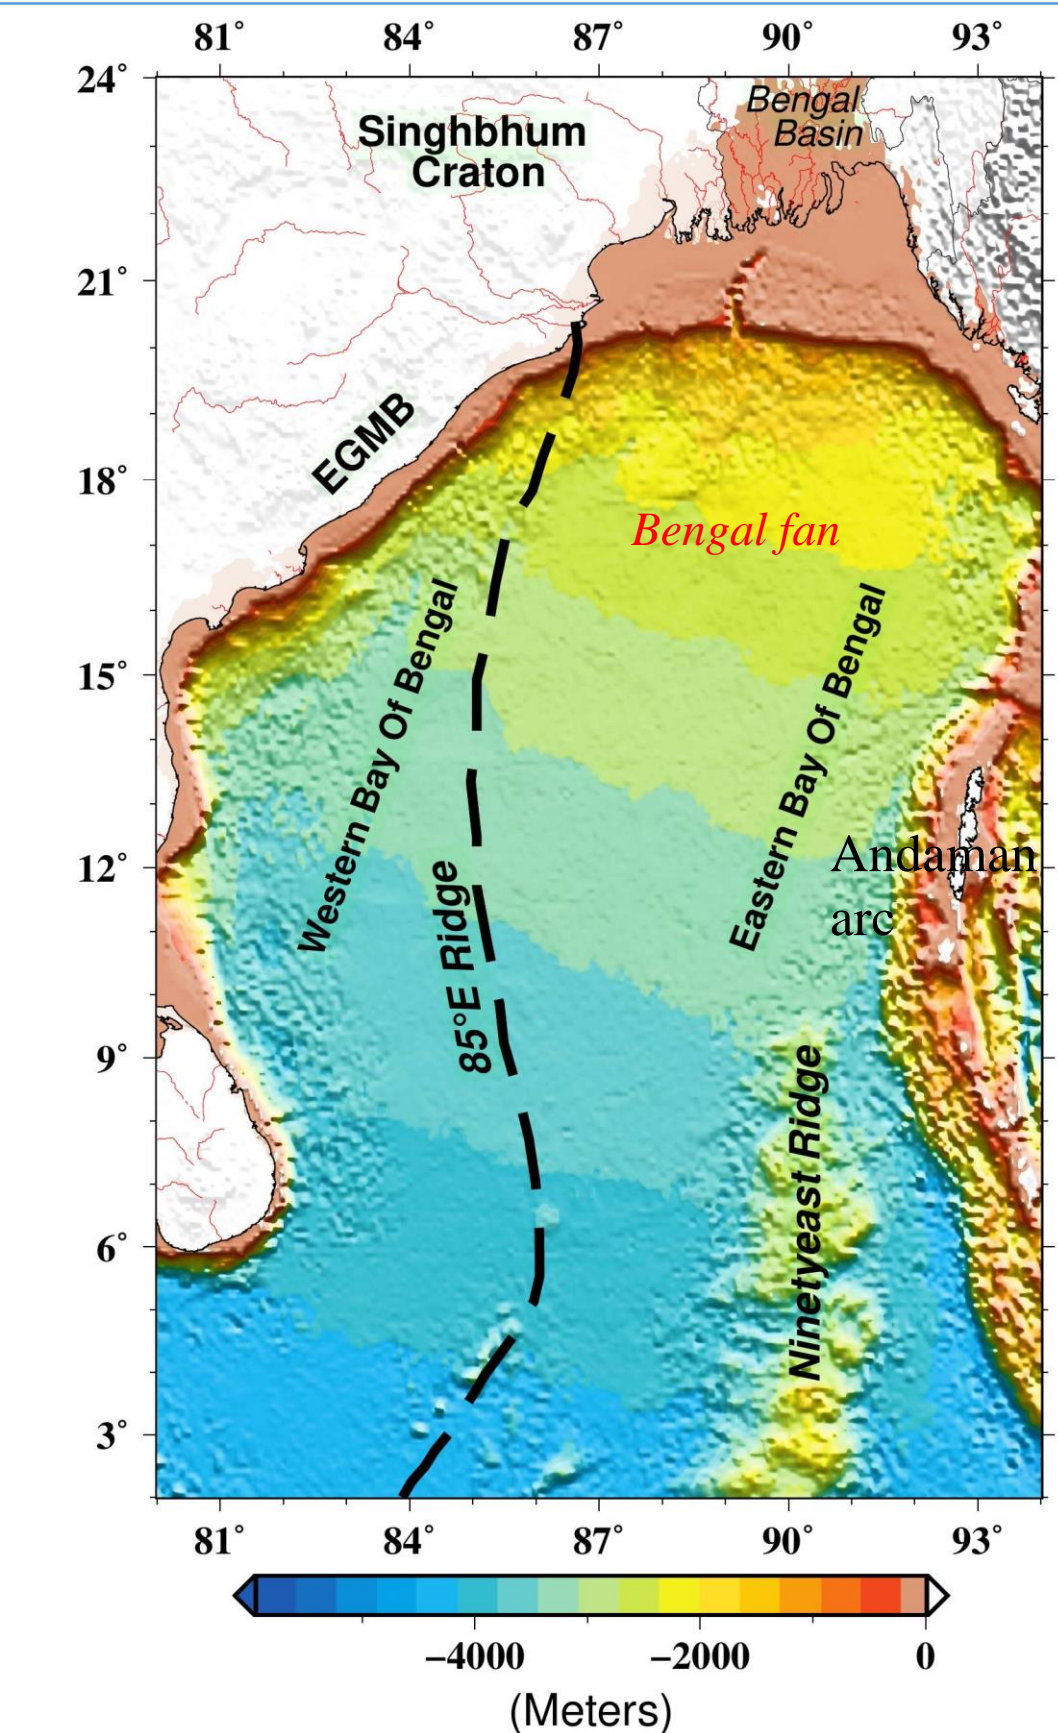 81° 84° 87° 90° 93°
24°
Bengal
Basin
Singhbhum
Craton
21°
EGMB
18°
Bengal fan
Western Bay Of Bengal
Eastern Bay Of Bengal
15°
12°
Andaman
arc
85°E Ridge
9°
Ninetyeast Ridge
6°
3°
81° 84° 87° 90° 93°
−4000 −2000 0
(Meters)